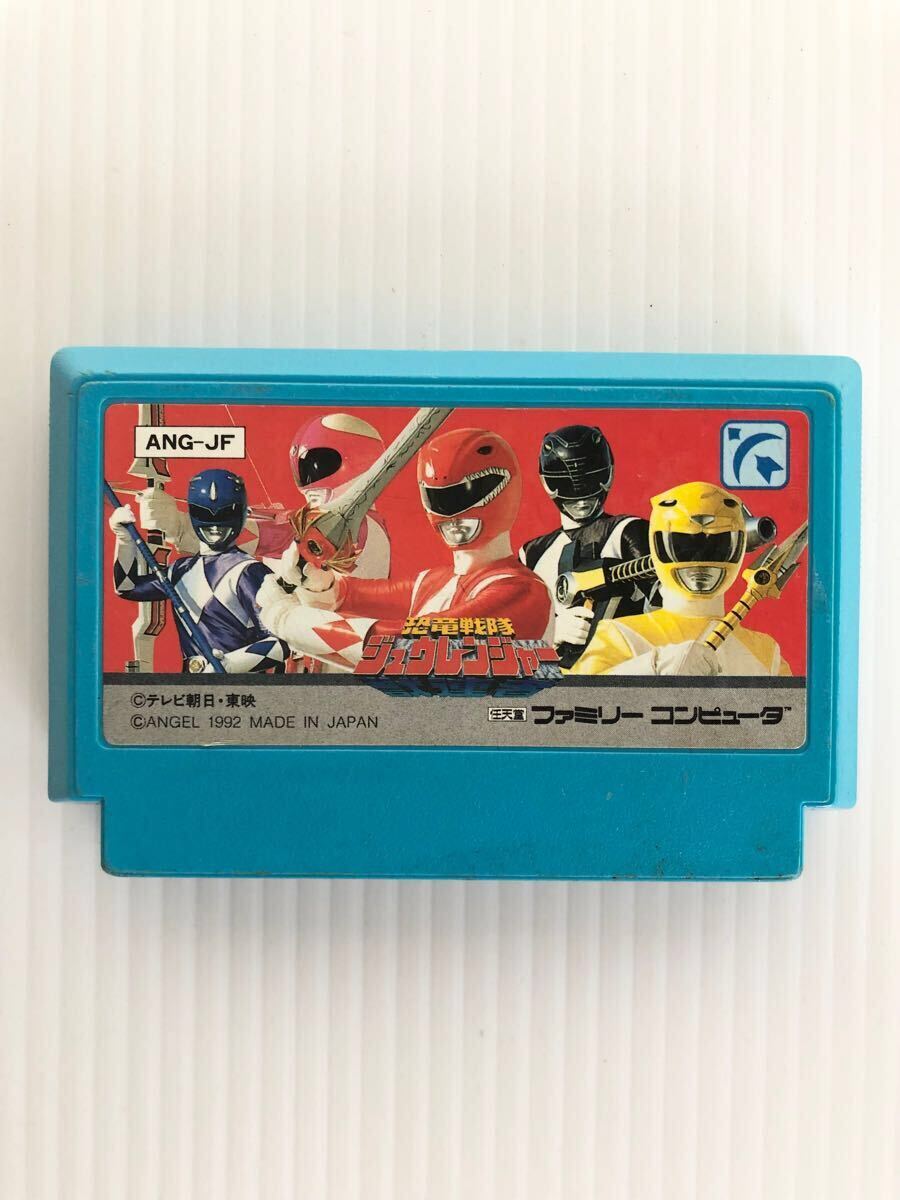 ANG-JF
恐竜戦隊
ジュウレンジャー
©テレビ朝日・東映
©ANGEL 1992 MADE IN JAPAN
任天堂 ファミリー コンピュータ™